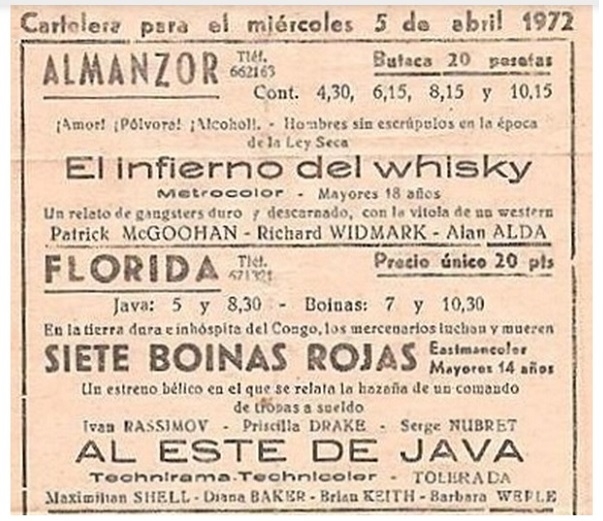 Cartelera para el miércoles 5 de abril 1972
ALMANZOR Tléf. 662163 Butaca 20 pesetas
Cont. 4,30, 6,15, 8,15 y 10,15
¡Amor! ¡Pólvora! ¡Alcohol!. - Hombres sin escrúpulos en la época
de la Ley Seca
El infierno del whisky
Metrocolor - Mayores 18 años
Un relato de gangsters duro y descarnado, con la vitola de un western
Patrick McGOOHAN - Richard WIDMARK - Alan ALDA
FLORIDA Tléf. Precio único 20 pts
Java: 5 y 8,30 - Boinas: 7 y 10,30
En la tierra dura e inhóspita del Congo, los mercenarios luchan y mueren
SIETE BOINAS ROJAS Eastmancolor
Mayores 14 años
Un estreno bélico en el que se relata la hazaña de un comando
de tropas a sueldo
Ivan RASSIMOV - Priscilla DRAKE - Serge NUBRET
AL ESTE DE JAVA
Technirama-Technicolor - TOLERADA
Maximilian SHELL - Diana BAKER - Brian KEITH - Barbara WERLE